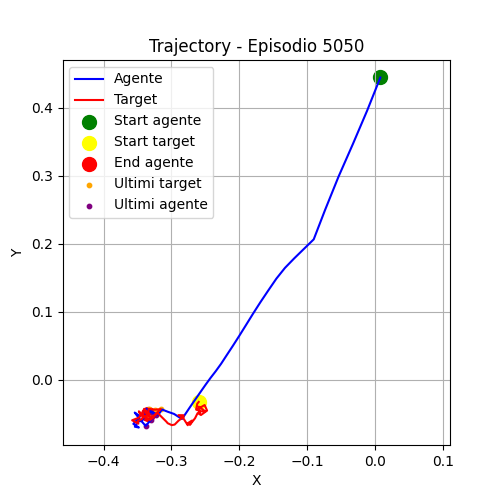 Trajectory - Episodio 5050
Agente
Target
Start agente
Start target
End agente
Ultimi target
Ultimi agente
Y
0.4
0.3
0.2
0.1
0.0
−0.4 −0.3 −0.2 −0.1 0.0 0.1
X